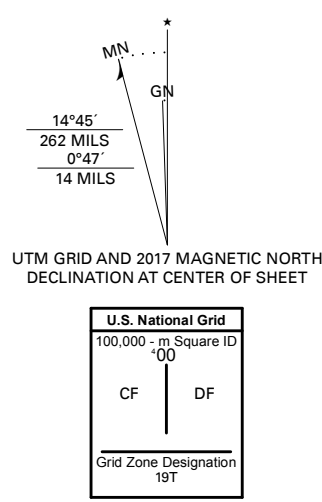 ★
MN
GN
14°45´
262 MILS
0°47´
14 MILS
UTM GRID AND 2017 MAGNETIC NORTH
DECLINATION AT CENTER OF SHEET
U.S. National Grid
100,000 - m Square ID
⁴00
CF DF
Grid Zone Designation
19T